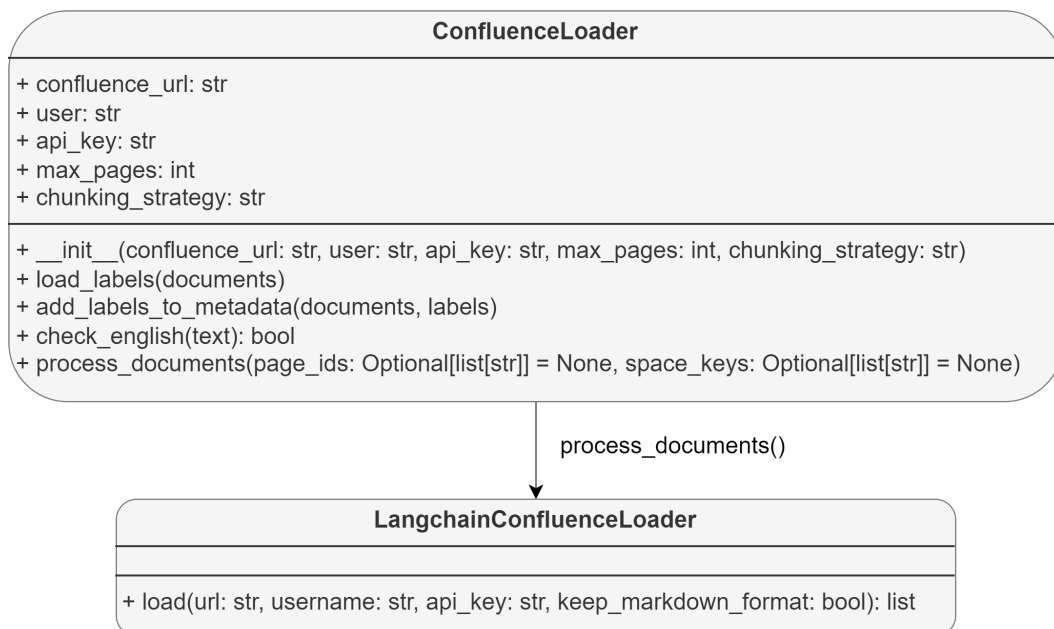 ConfluenceLoader
+ confluence_url: str
+ user: str
+ api_key: str
+ max_pages: int
+ chunking_strategy: str
+ __init__(confluence_url: str, user: str, api_key: str, max_pages: int, chunking_strategy: str)
+ load_labels(documents)
+ add_labels_to_metadata(documents, labels)
+ check_english(text): bool
+ process_documents(page_ids: Optional[list[str]] = None, space_keys: Optional[list[str]] = None)
process_documents()
LangchainConfluenceLoader
+ load(url: str, username: str, api_key: str, keep_markdown_format: bool): list